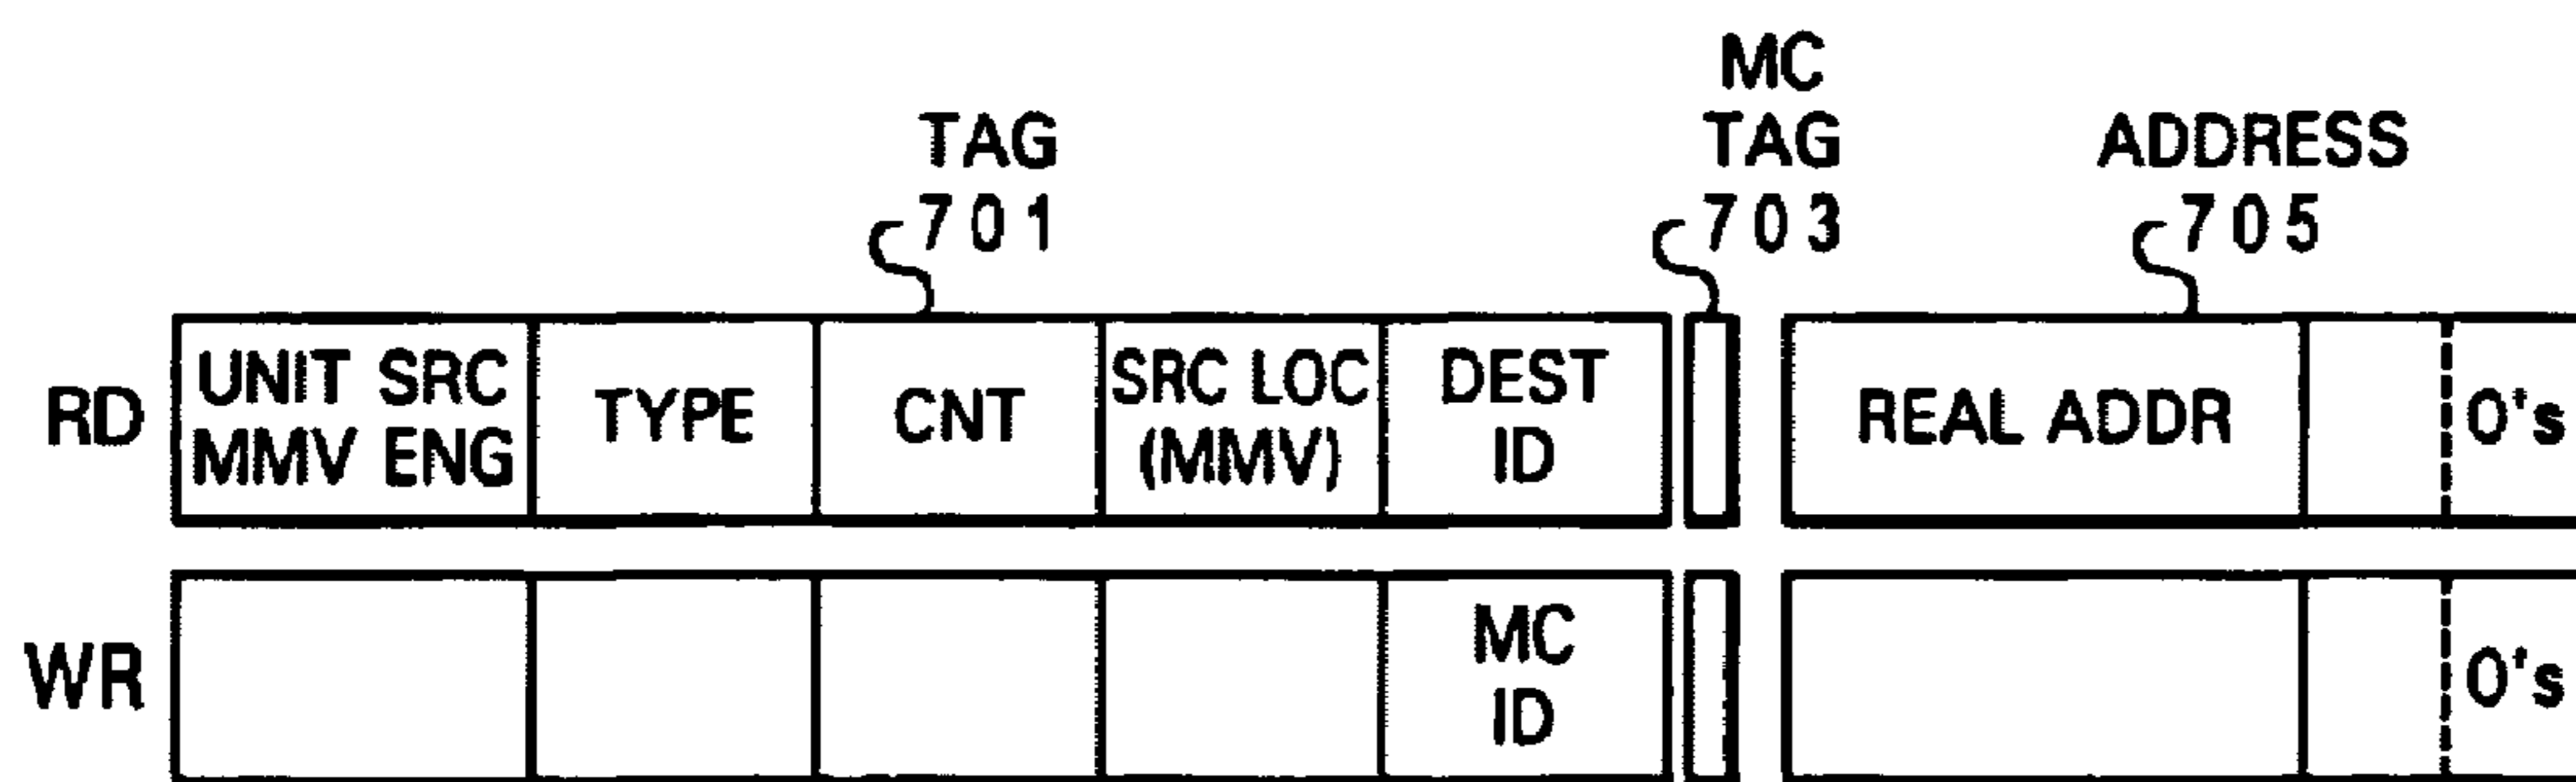 MC
TAG TAG ADDRESS
701 703 705
RD UNIT SRC MMV ENG TYPE CNT SRC LOC (MMV) DEST ID REAL ADDR 0's
WR MC ID 0's